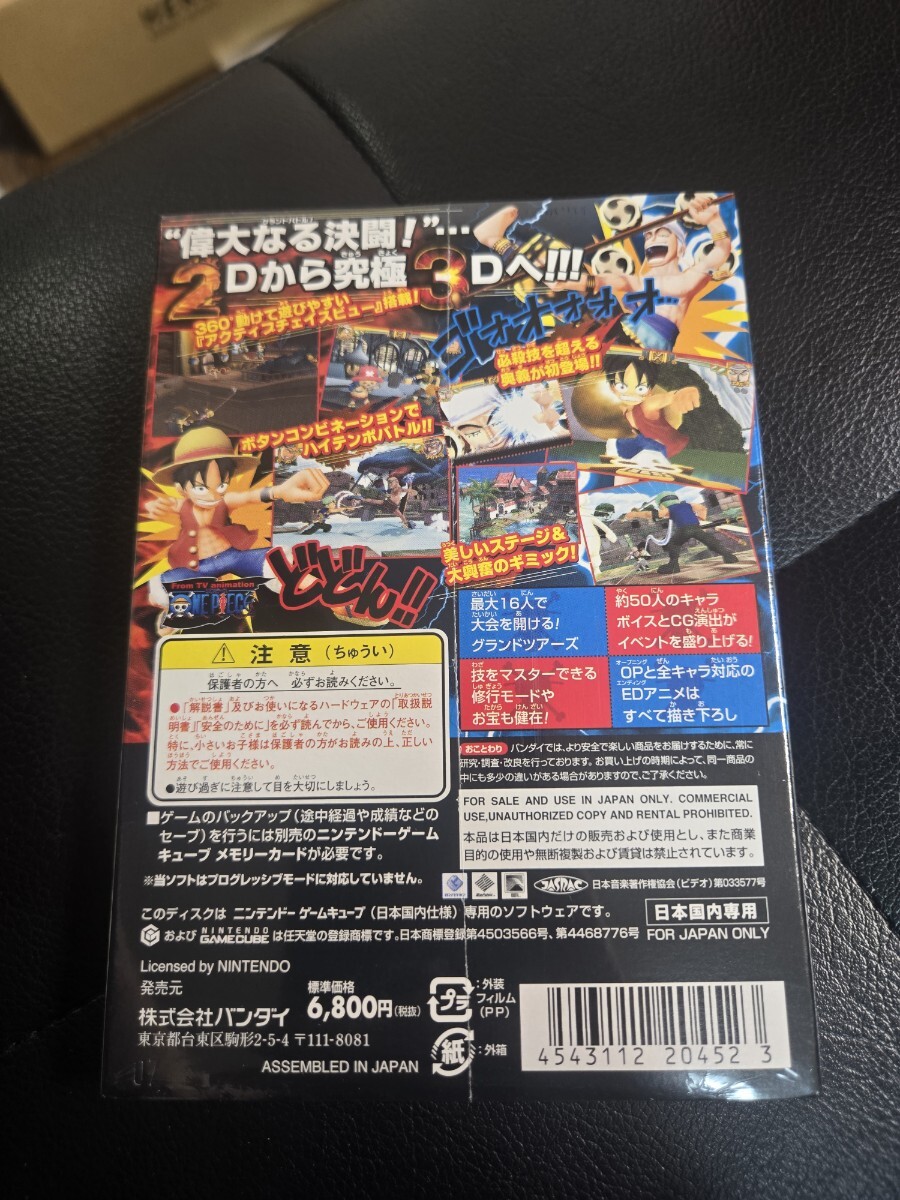 グランドバトル!
“偉大なる決闘!”…
2Dから究極3Dへ!!!
360°動けて遊びやすい
『アクティブチェイスビュー』搭載!
ゴォオォォォ
必殺技を超える
奥義が初登場!!
ボタンコンビネーションで
ハイテンポバトル!!
どどん!!
美しいステージ&
大興奮のギミック!
From TV animation
ONE PIECE
最大16人で
大会を開ける!
グランドツアーズ
約50人のキャラ
ボイスとCG演出が
イベントを盛り上げる!
技をマスターできる
修行モードや
お宝も健在!
OPと全キャラ対応の
EDアニメは
すべて描き下ろし
注意(ちゅうい)
保護者の方へ 必ずお読みください。
●『解説書』及びお使いになるハードウェアの『取扱説
明書』『安全のために』を必ず読んでから、ご使用ください。
特に、小さいお子様は保護者の方がお読みの上、正しい
方法でご使用ください。
●遊び過ぎに注意して目を大切にしましょう。
おことわり バンダイでは、より安全で楽しい商品をお届けするために、常に
研究・調査・改良を行っております。お買い上げの時期によって、同一商品の
中にも多少の違いがある場合がありますので、ご了承ください。
FOR SALE AND USE IN JAPAN ONLY. COMMERCIAL
USE,UNAUTHORIZED COPY AND RENTAL PROHIBITED.
本品は日本国内だけの販売および使用とし、また商業
目的の使用や無断複製および賃貸は禁止されています。
■ゲームのバックアップ(途中経過や成績などの
セーブ)を行うには別売のニンテンドーゲーム
キューブ メモリーカードが必要です。
※当ソフトはプログレッシブモードに対応していません。
JASRAC 日本音楽著作権協会(ビデオ)第033577号
このディスクは ニンテンドー ゲームキューブ(日本国内仕様)専用のソフトウェアです。
および NINTENDO GAMECUBE は任天堂の登録商標です。日本商標登録第4503566号、第4468776号
日本国内専用
FOR JAPAN ONLY
Licensed by NINTENDO
発売元
株式会社バンダイ
東京都台東区駒形2-5-4 〒111-8081
標準価格
6,800円(税抜)
プラ :外装フィルム(PP)
紙 :外箱
ASSEMBLED IN JAPAN
4543112 20452 3